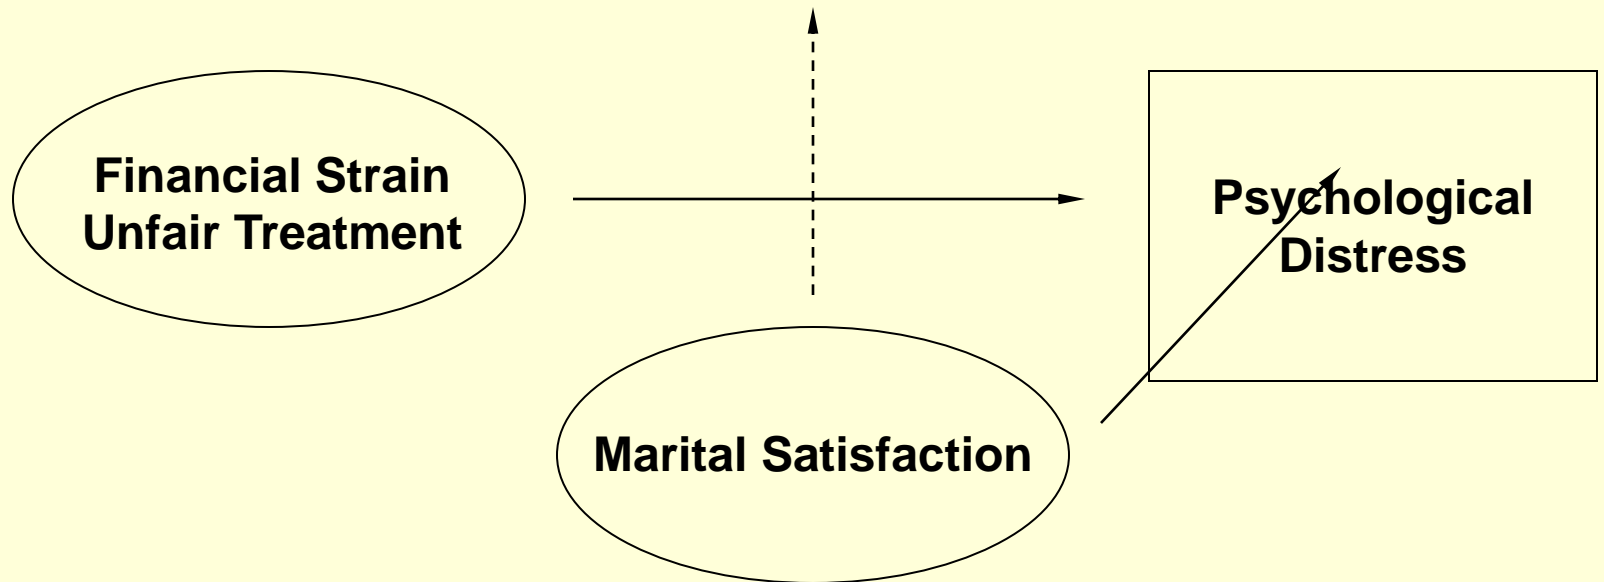 Financial Strain
Unfair Treatment
Psychological
Distress
Marital Satisfaction